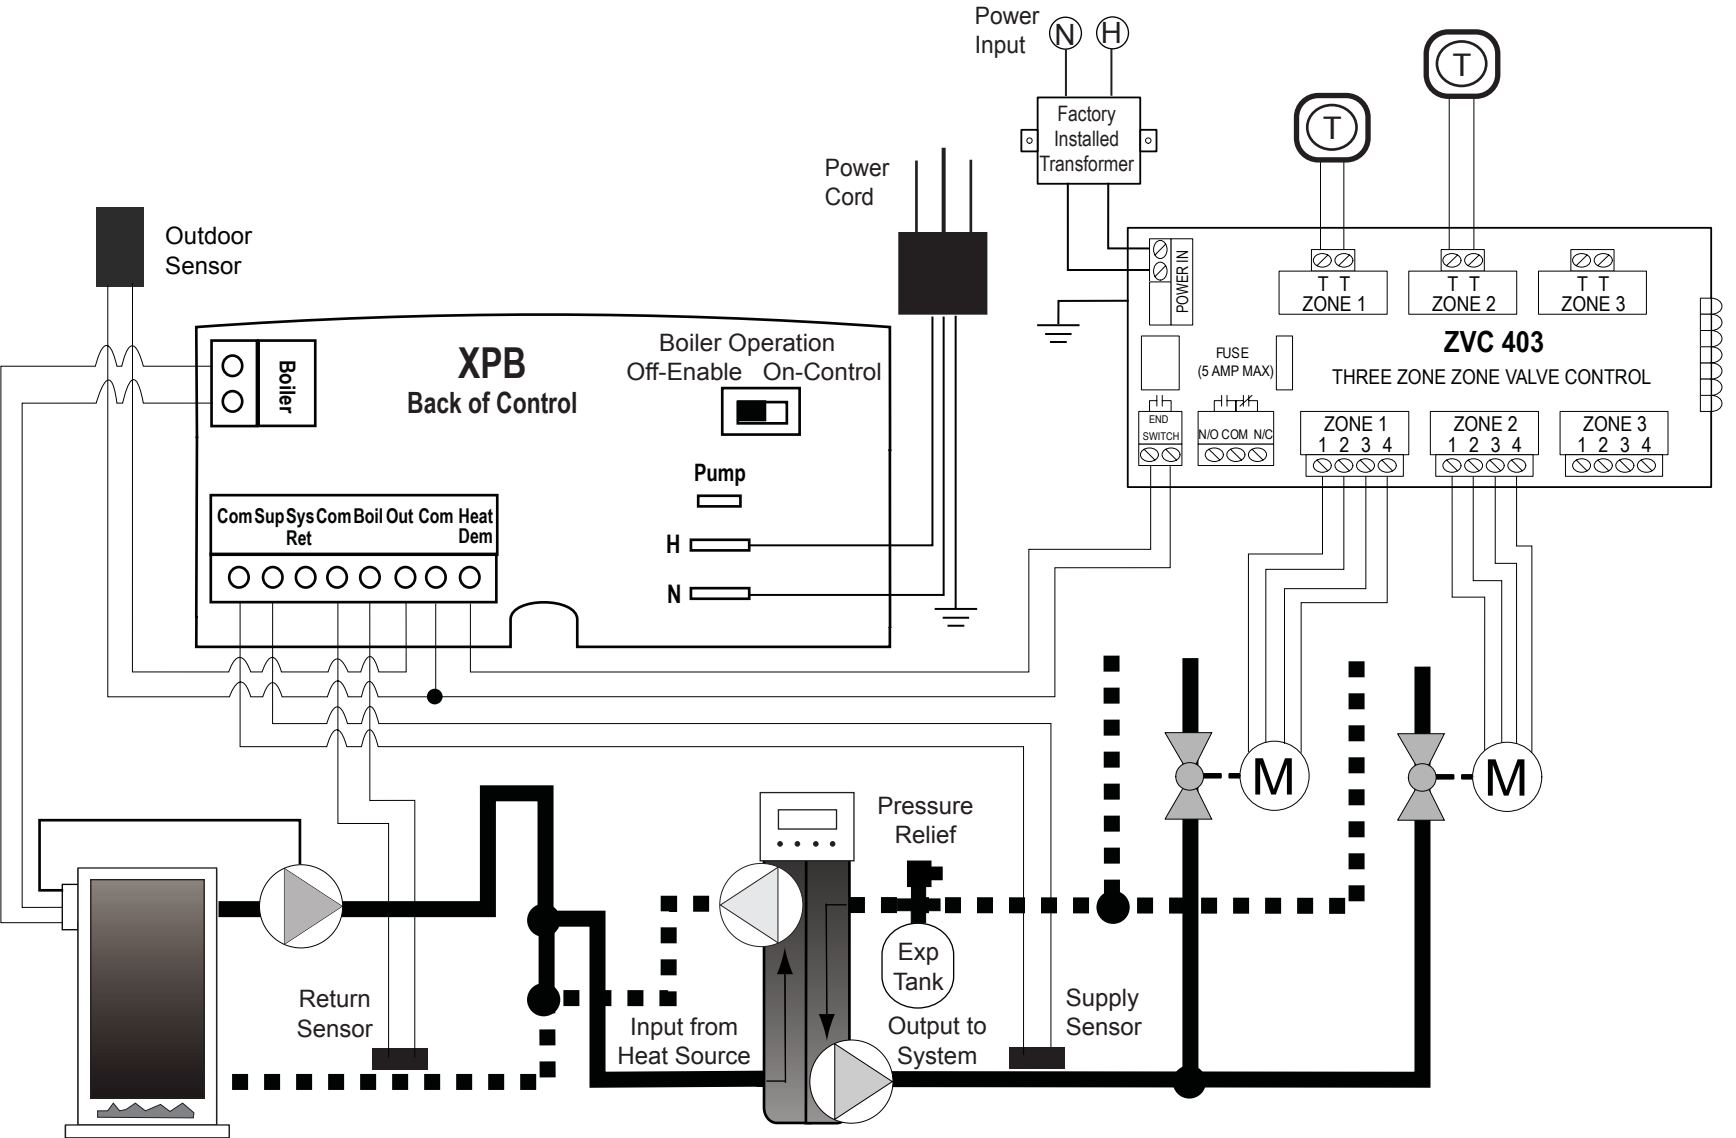 Power
Input
N H
Factory
Installed
Transformer
T
T
Power
Cord
Outdoor
Sensor
XPB
Back of Control
Boiler
Boiler Operation
Off-Enable On-Control
Pump
H
N
Com Sup Sys Com Boil Out Com Heat
Ret Dem
POWER IN
T T
ZONE 1
T T
ZONE 2
T T
ZONE 3
ZVC 403
THREE ZONE ZONE VALVE CONTROL
FUSE
(5 AMP MAX)
END
SWITCH
N/O COM N/C
ZONE 1
1 2 3 4
ZONE 2
1 2 3 4
ZONE 3
1 2 3 4
M
M
Pressure
Relief
Exp
Tank
Return
Sensor
Input from
Heat Source
Output to
System
Supply
Sensor